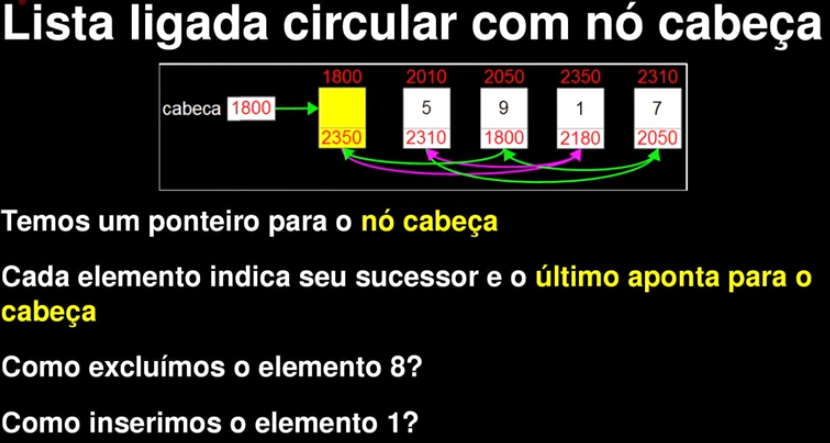 Lista ligada circular com nó cabeça
1800 2010 2050 2350 2310
cabeca 1800 5 9 1 7
2350 2310 1800 2180 2050
Temos um ponteiro para o nó cabeça
Cada elemento indica seu sucessor e o último aponta para o
cabeça
Como excluímos o elemento 8?
Como inserimos o elemento 1?